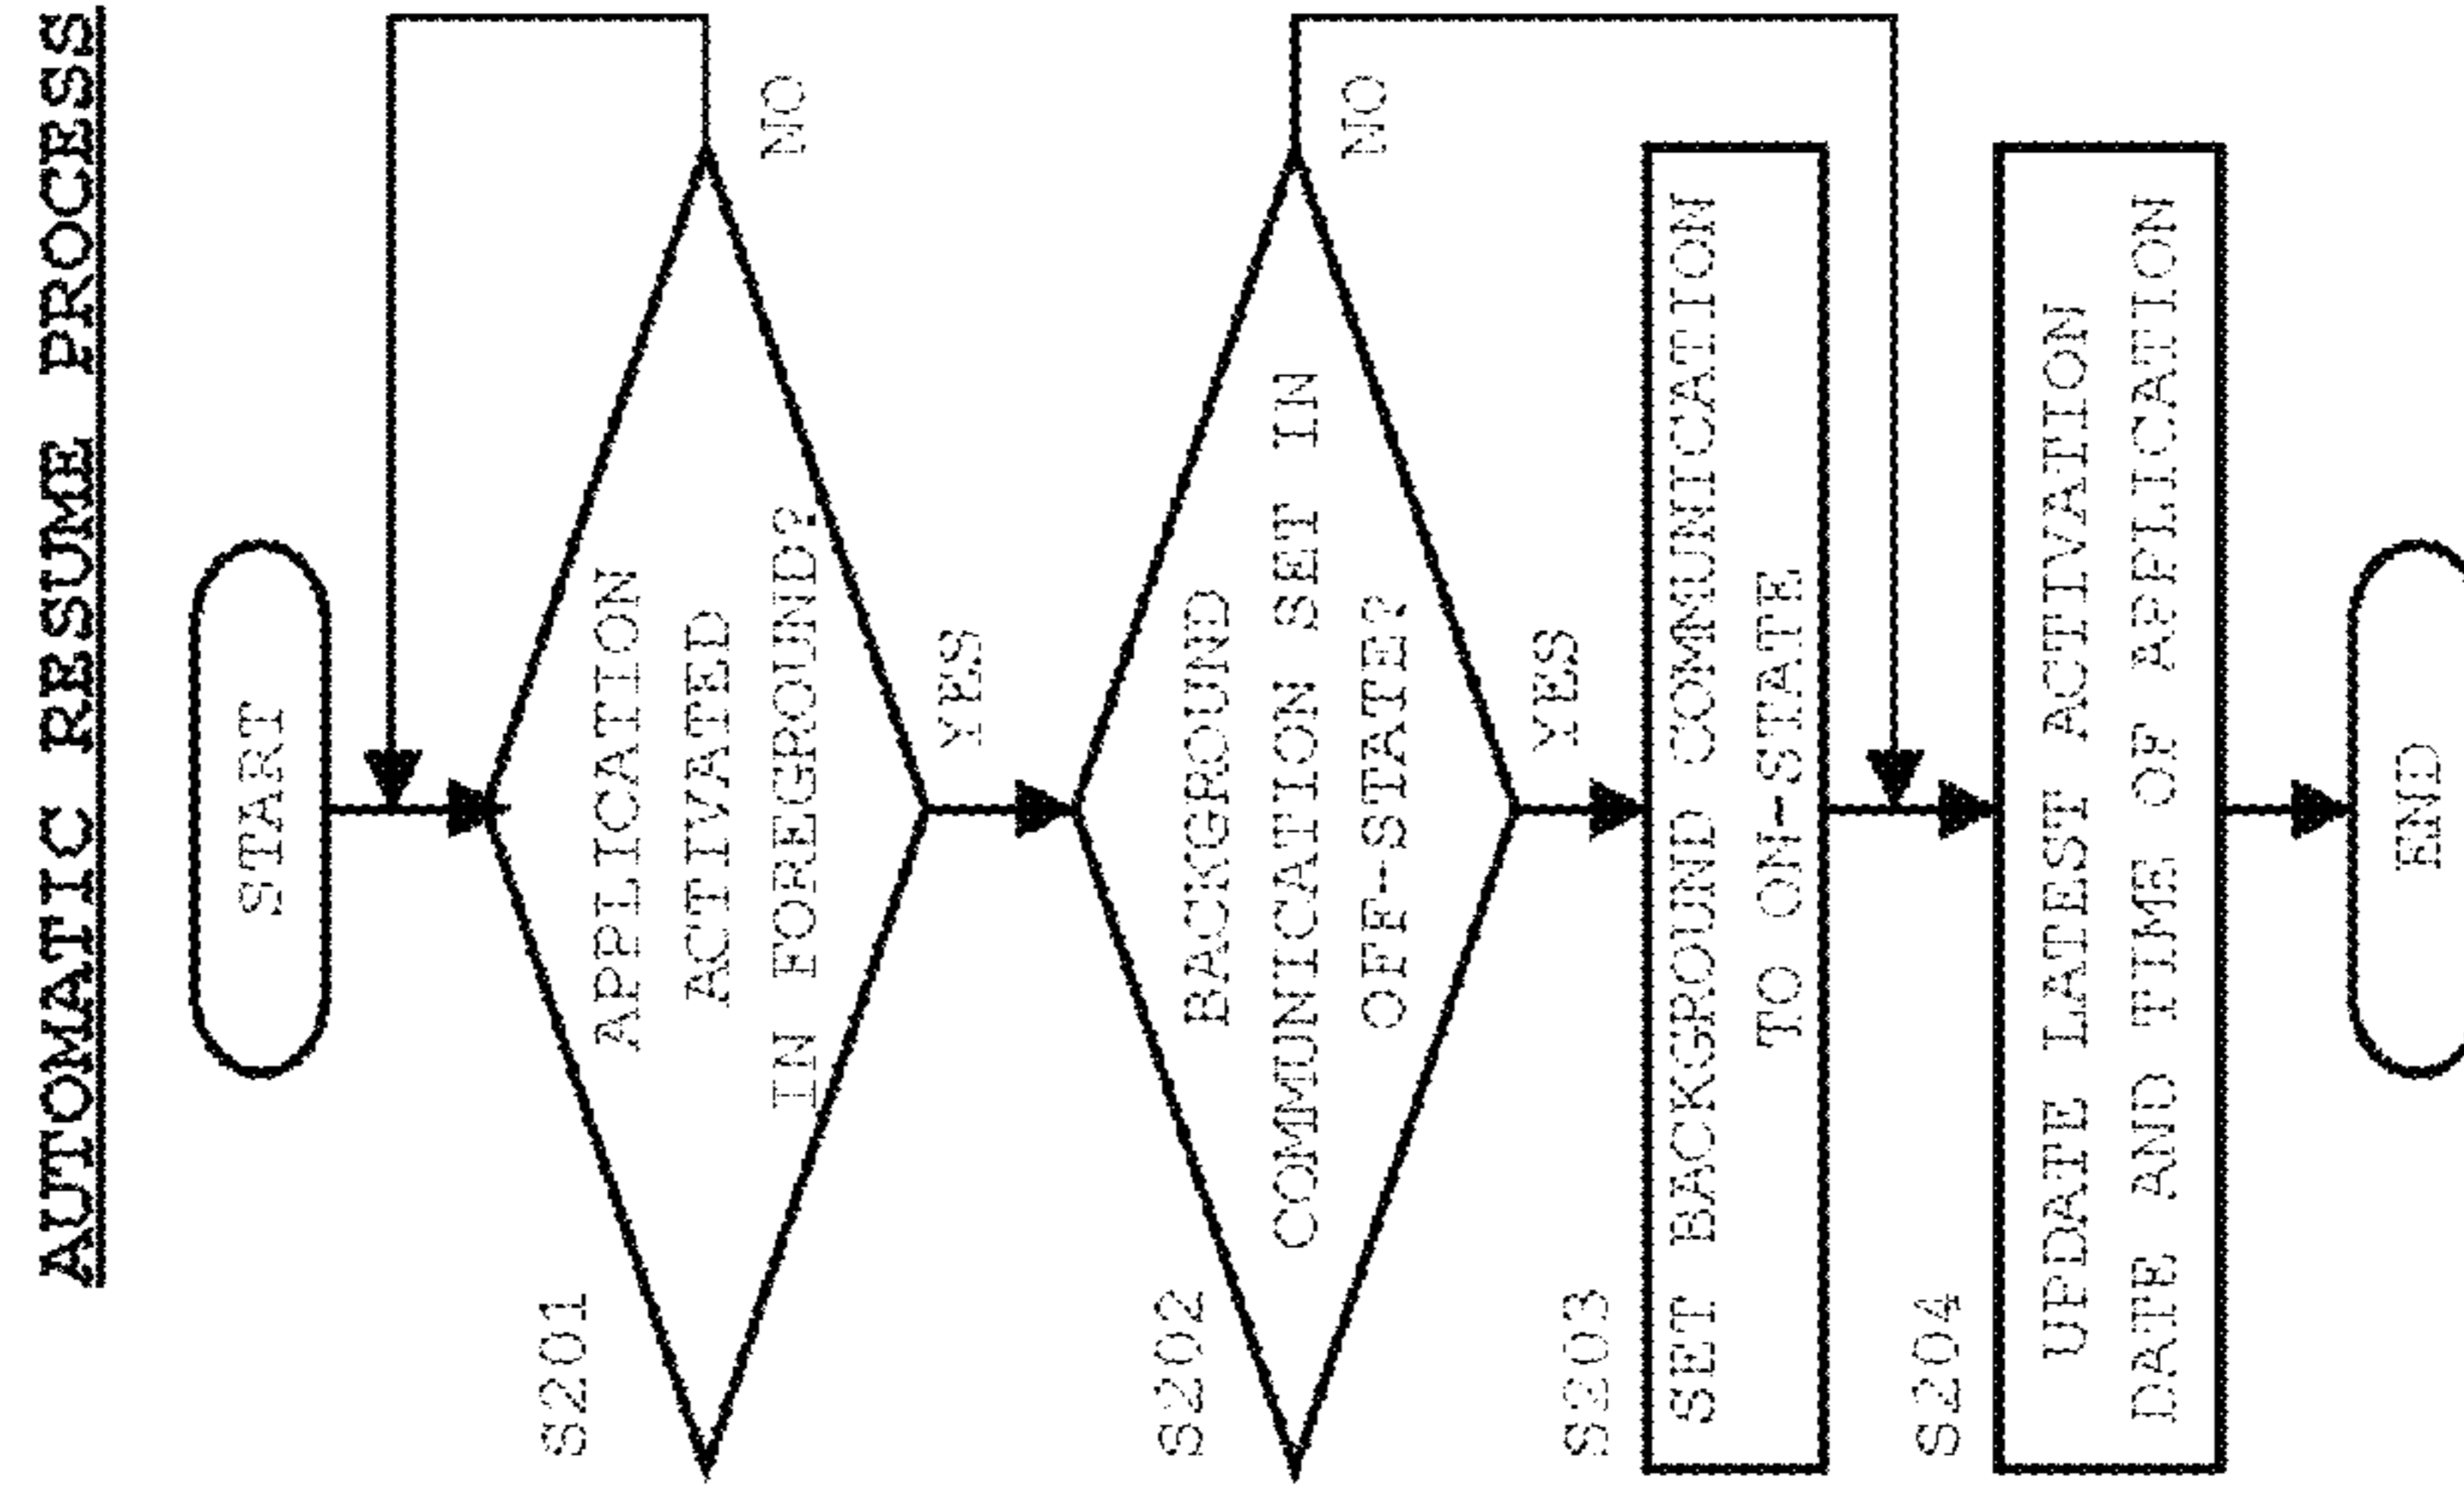 AUTOMATIC RESUME PROCESS
START
S201
APPLICATION
ACTIVATED
IN FOREGROUND?
NO
YES
S202
BACKGROUND
COMMUNICATION SET IN
OFF-STATE?
NO
YES
S203
SET BACKGROUND COMMUNICATION
TO ON-STATE
S204
UPDATE LATEST ACTIVATION
DATE AND TIME OF APPLICATION
END